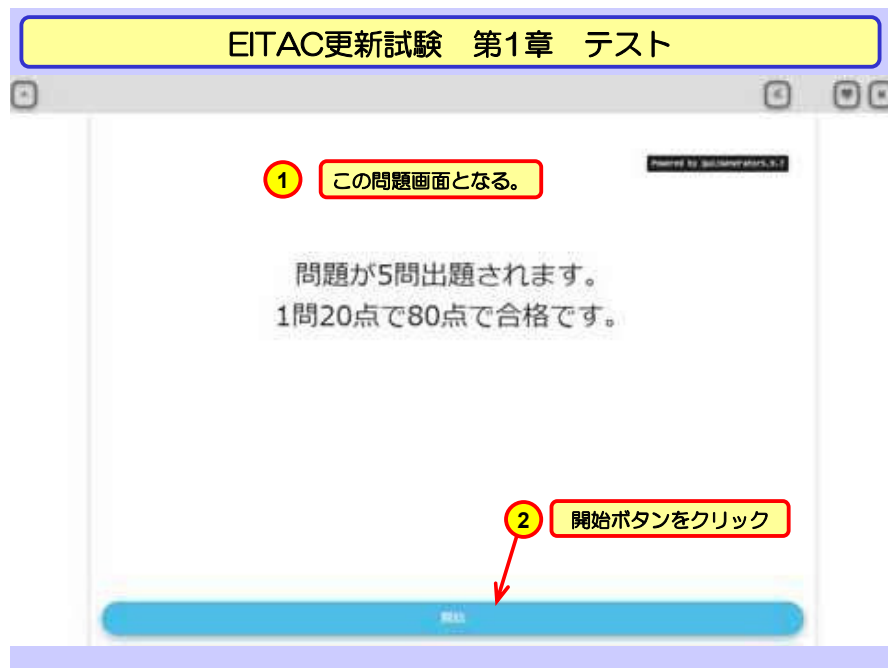 EITAC更新試験　第1章　テスト
1 この問題画面となる。
問題が5問出題されます。
1問20点で80点で合格です。
2 開始ボタンをクリック
開始